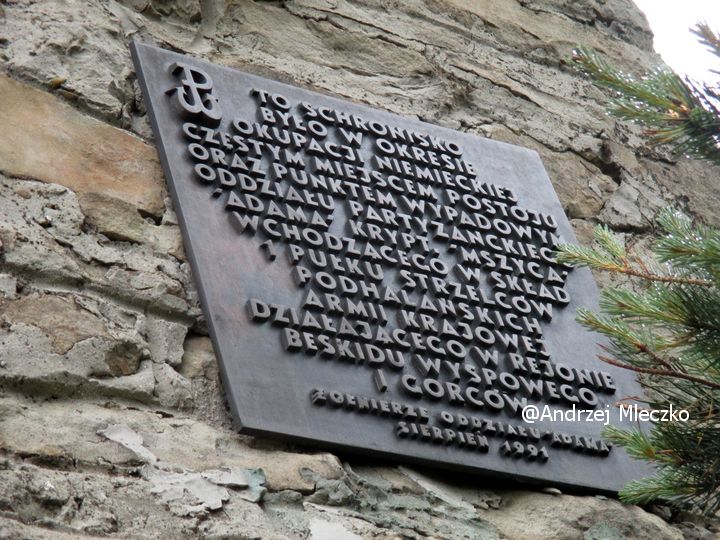 TO SCHRONISKO
BYŁO W OKRESIE
OKUPACJI NIEMIECKIEJ
CZĘSTYM MIEJSCEM POSTOJU
ORAZ PUNKTEM WYPADOWYM
ODDZIAŁU PARTYZANCKIEGO
"ADAMA", KRYPT. "MSZYCA"
WCHODZĄCEGO W SKŁAD
1 PUŁKU STRZELCÓW
PODHALAŃSKICH
ARMII KRAJOWEJ
DZIAŁAJĄCEGO W REJONIE
BESKIDU WYSPOWEGO
I GORCÓW
ŻOŁNIERZE ODDZIAŁU "ADAMA"
SIERPIEŃ 1991
@Andrzej Mleczko